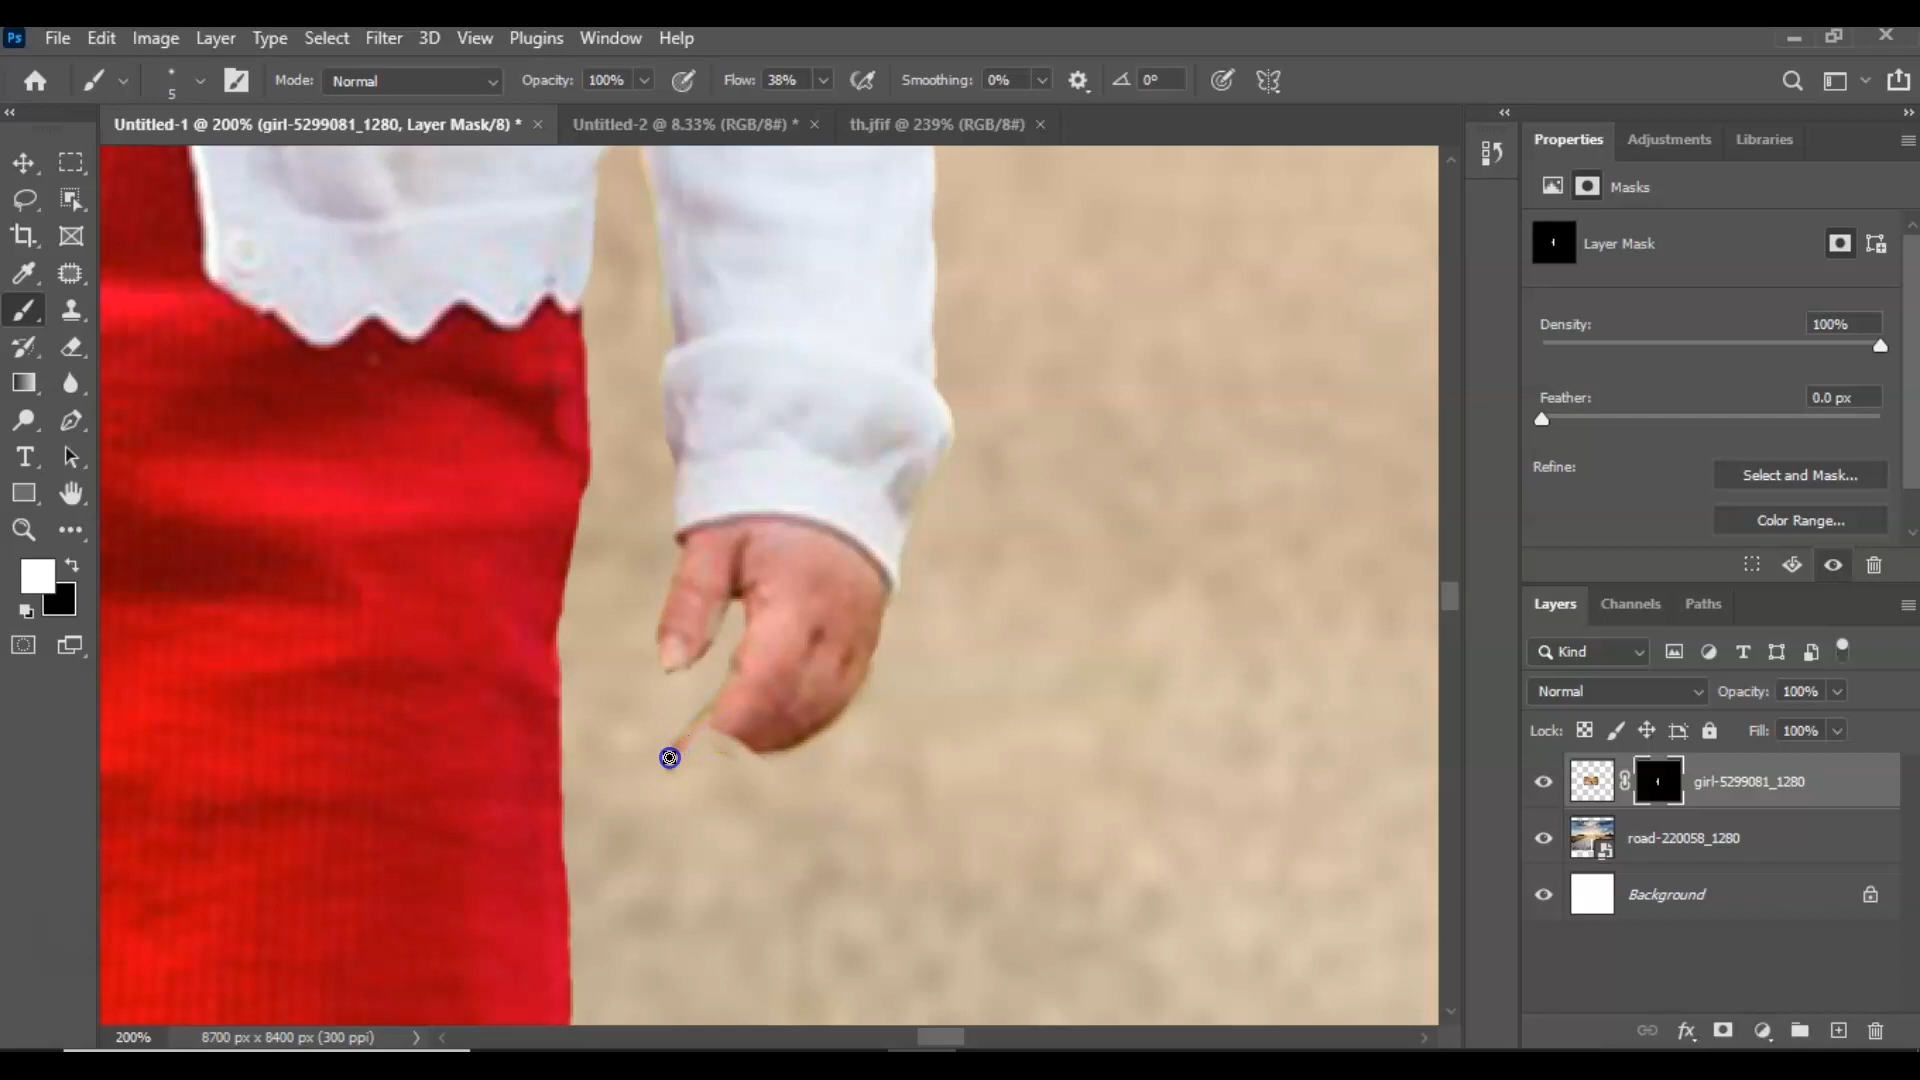 Ps File Edit Image Layer Type Select Filter 3D View Plugins Window Help
5 Mode: Normal Opacity: 100% Flow: 38% Smoothing: 0% 0°
Untitled-1 @ 200% (girl-5299081_1280, Layer Mask/8) * Untitled-2 @ 8.33% (RGB/8#) * th.jfif @ 239% (RGB/8#)
Properties Adjustments Libraries
Masks
Layer Mask
Density: 100%
Feather: 0.0 px
Refine: Select and Mask...
Color Range...
Layers Channels Paths
Kind
Normal Opacity: 100%
Lock: Fill: 100%
girl-5299081_1280
road-220058_1280
Background
200% 8700 px x 8400 px (300 ppi)